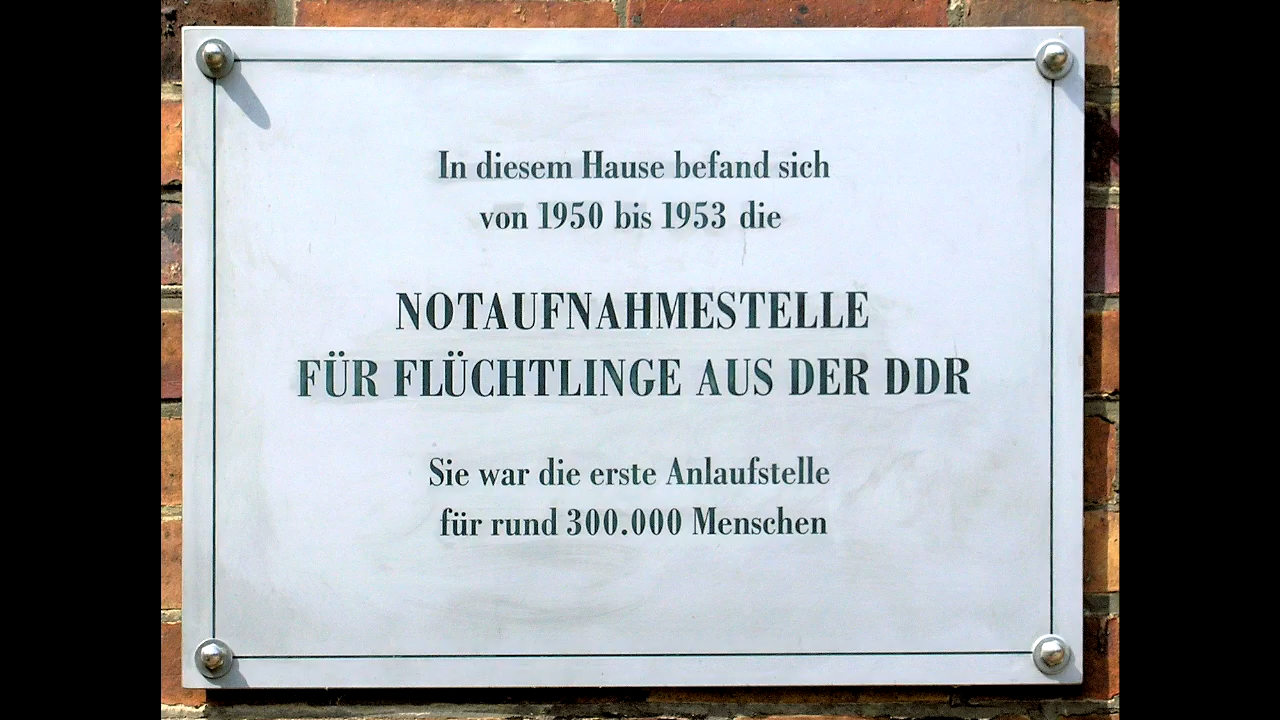 In diesem Hause befand sich
von 1950 bis 1953 die
NOTAUFNAHMESTELLE
FÜR FLÜCHTLINGE AUS DER DDR
Sie war die erste Anlaufstelle
für rund 300.000 Menschen